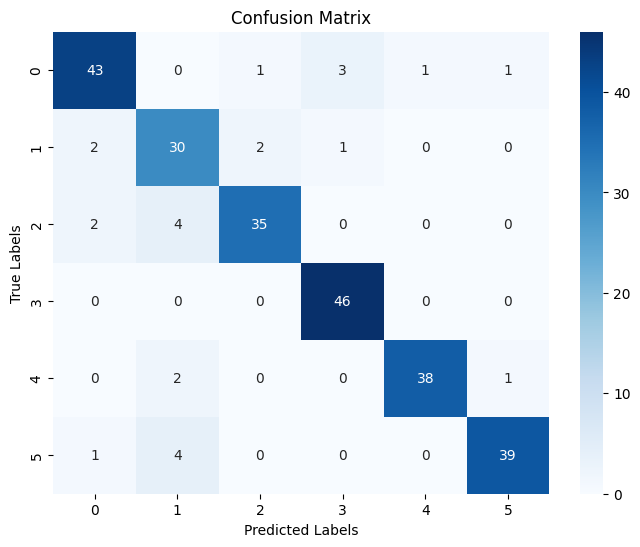 Confusion Matrix
True Labels
0 43 0 1 3 1 1
1 2 30 2 1 0 0
2 2 4 35 0 0 0
3 0 0 0 46 0 0
4 0 2 0 0 38 1
5 1 4 0 0 0 39
0 1 2 3 4 5
Predicted Labels
40
30
20
10
0